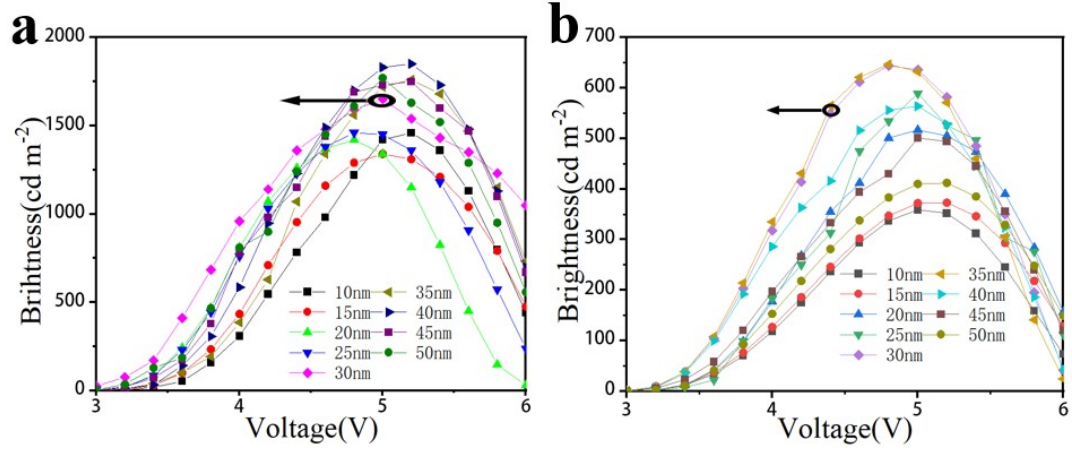 a
2000
1500
1000
500
0
Brihtness(cd m-2)
10nm
15nm
20nm
25nm
30nm
35nm
40nm
45nm
50nm
3
4
5
6
Voltage(V)
b
700
600
500
400
300
200
100
0
Brightness(cd m-2)
10nm
15nm
20nm
25nm
30nm
35nm
40nm
45nm
50nm
3
4
5
6
Voltage(V)